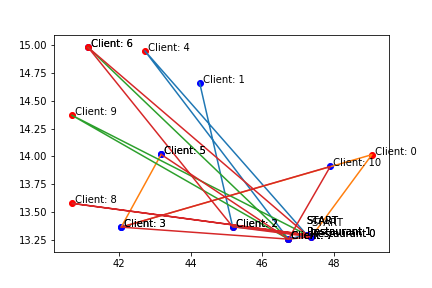 15.00
14.75
14.50
14.25
14.00
13.75
13.50
13.25
42
44
46
48
Client: 6
Client: 4
Client: 1
Client: 9
Client: 5
Client: 0
Client: 10
Client: 8
Client: 3
Client: 2
START
START
Restaurant 0